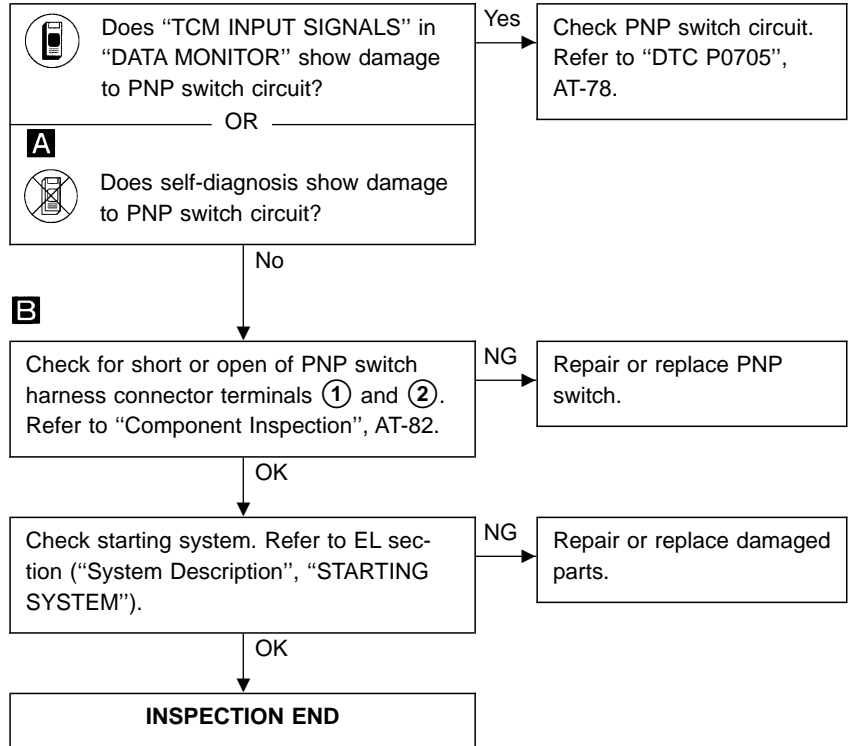 Does ‘‘TCM INPUT SIGNALS’’ in
‘‘DATA MONITOR’’ show damage
to PNP switch circuit?
Yes
Check PNP switch circuit.
Refer to ‘‘DTC P0705’’,
AT-78.
OR
A
Does self-diagnosis show damage
to PNP switch circuit?
No
B
Check for short or open of PNP switch
harness connector terminals ① and ②.
Refer to ‘‘Component Inspection’’, AT-82.
NG
Repair or replace PNP
switch.
OK
Check starting system. Refer to EL sec-
tion (‘‘System Description’’, ‘‘STARTING
SYSTEM’’).
NG
Repair or replace damaged
parts.
OK
INSPECTION END